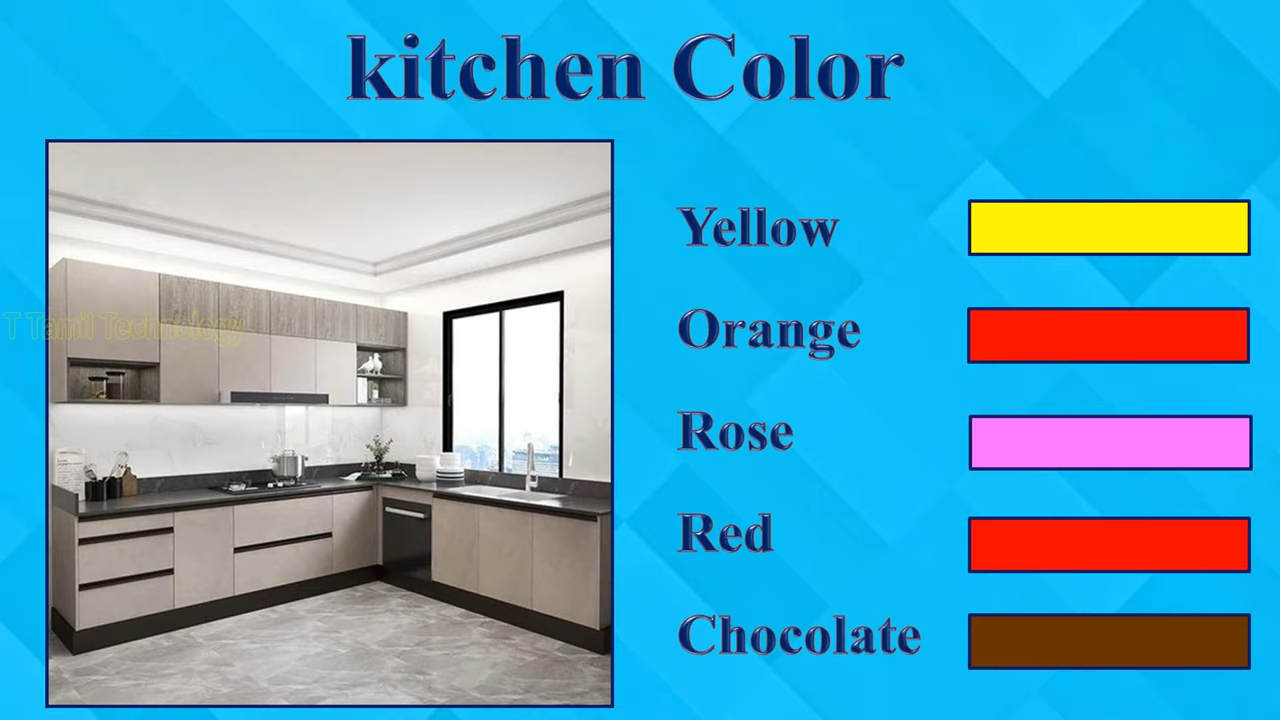 kitchen Color
Yellow
Orange
T Tamil Technology
Rose
Red
Chocolate